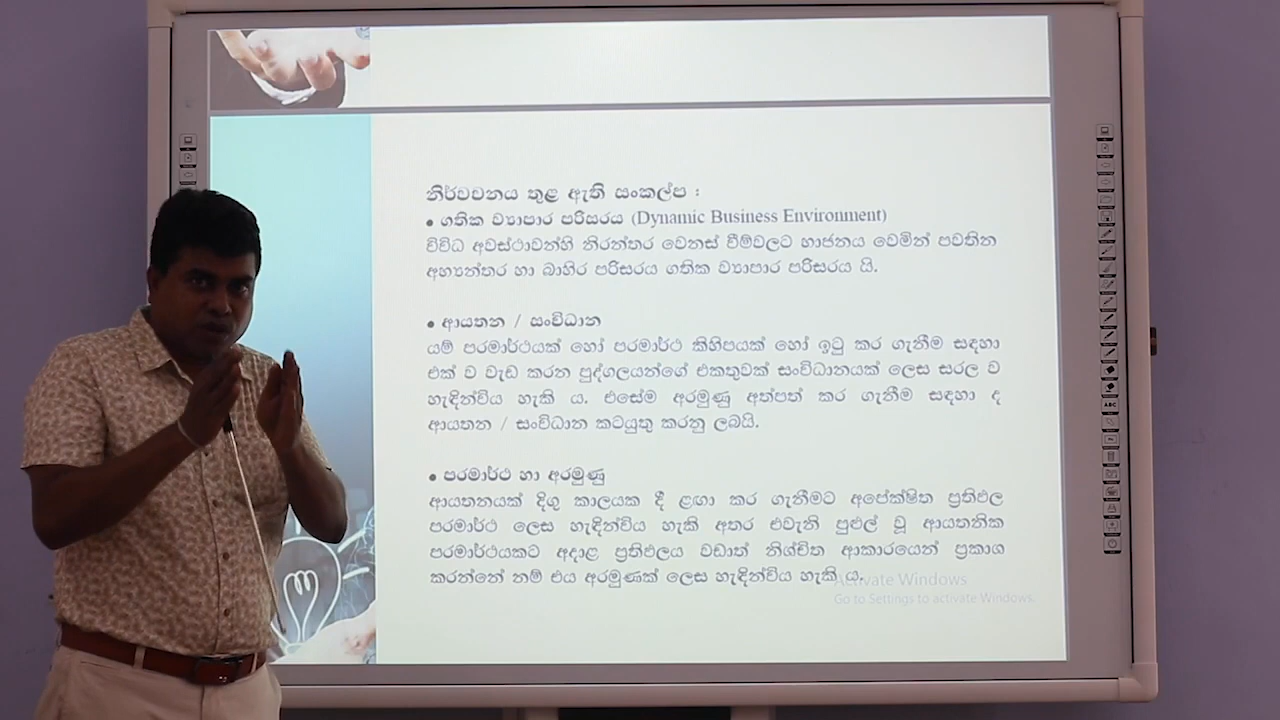 නිර්වචනය තුළ ඇති සංකල්ප :
• ගතික ව්‍යාපාර පරිසරය (Dynamic Business Environment)
විවිධ අවස්ථාවන්හි නිරන්තර වෙනස් වීම්වලට භාජනය වෙමින් පවතින
අභ්‍යන්තර හා බාහිර පරිසරය ගතික ව්‍යාපාර පරිසරය යි.
• ආයතන / සංවිධාන
යම් පරමාර්ථයක් හෝ පරමාර්ථ කිහිපයක් හෝ ඉටු කර ගැනීම සඳහා
එක් ව වැඩ කරන පුද්ගලයන්ගේ එකතුවක් සංවිධානයක් ලෙස සරල ව
හැඳින්විය හැකි ය. එසේම අරමුණු අත්පත් කර ගැනීම සඳහා ද
ආයතන / සංවිධාන කටයුතු කරනු ලබයි.
• පරමාර්ථ හා අරමුණු
ආයතනයක් දිගු කාලයක දී ළඟා කර ගැනීමට අපේක්ෂිත ප්‍රතිඵල
පරමාර්ථ ලෙස හැඳින්විය හැකි අතර එවැනි පුළුල් වූ ආයතනික
පරමාර්ථයකට අදාළ ප්‍රතිඵලය වඩාත් නිශ්චිත ආකාරයෙන් ප්‍රකාශ
කරන්නේ නම් එය අරමුණක් ලෙස හැඳින්විය හැකි ය.
Activate Windows
Go to Settings to activate Windows.
ABC